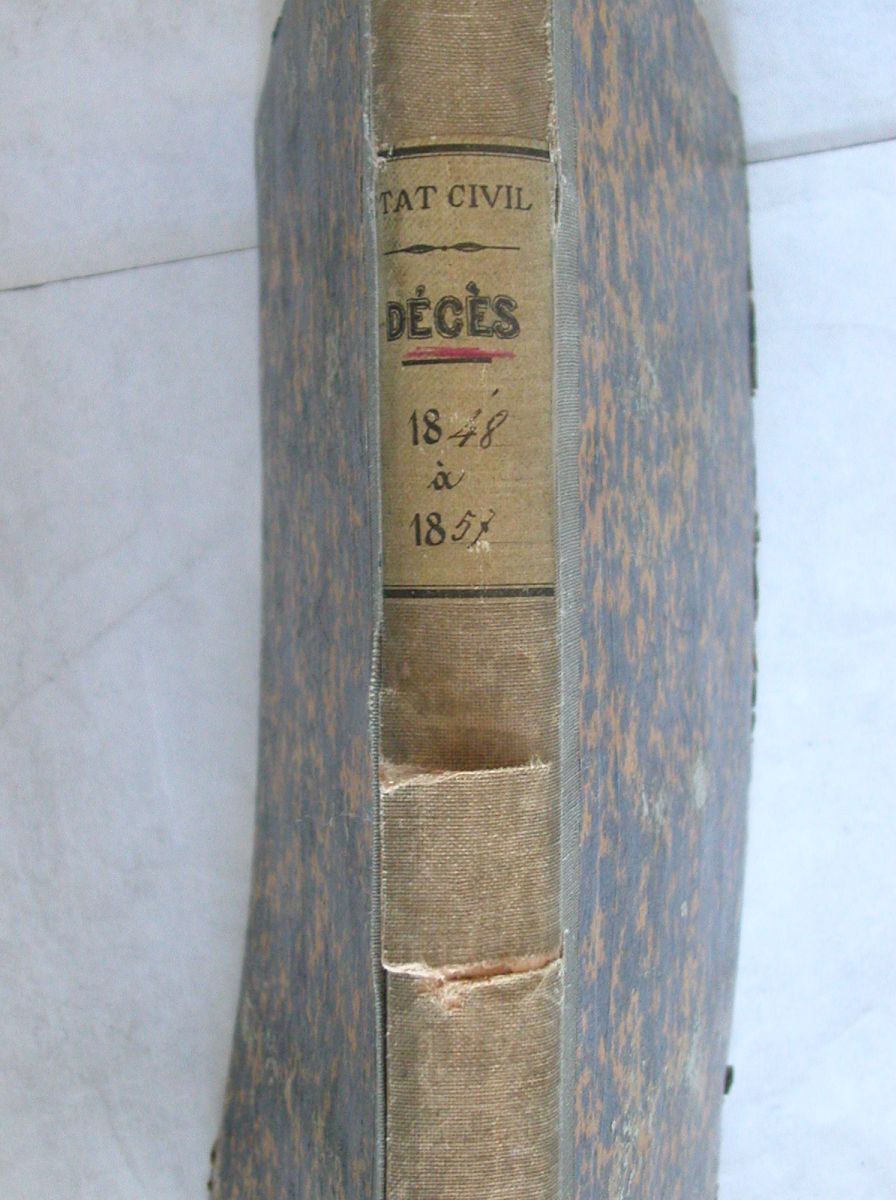 TAT CIVIL
DÉCÈS
1848
à
1857